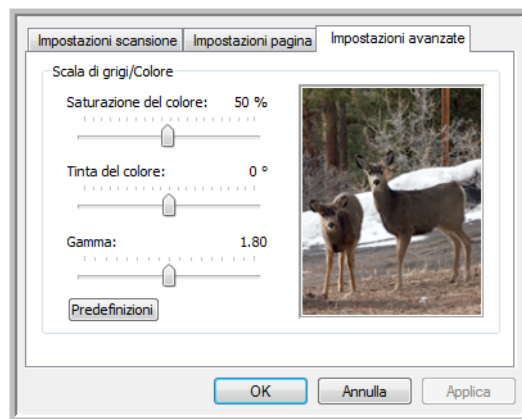 Impostazioni scansione Impostazioni pagina Impostazioni avanzate
Scala di grigi/Colore
Saturazione del colore: 50 %
Tinta del colore: 0 °
Gamma: 1.80
Predefinizioni
OK Annulla Applica